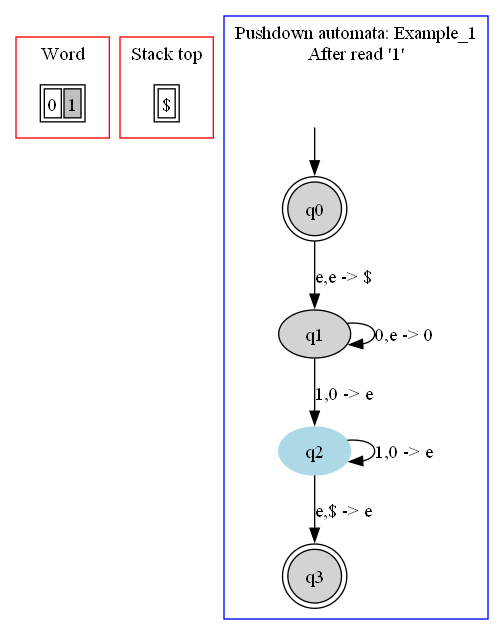 Word
0 1
Stack top
$
Pushdown automata: Example_1
After read '1'
q0
e,e -> $
q1
0,e -> 0
1,0 -> e
q2
1,0 -> e
e,$ -> e
q3